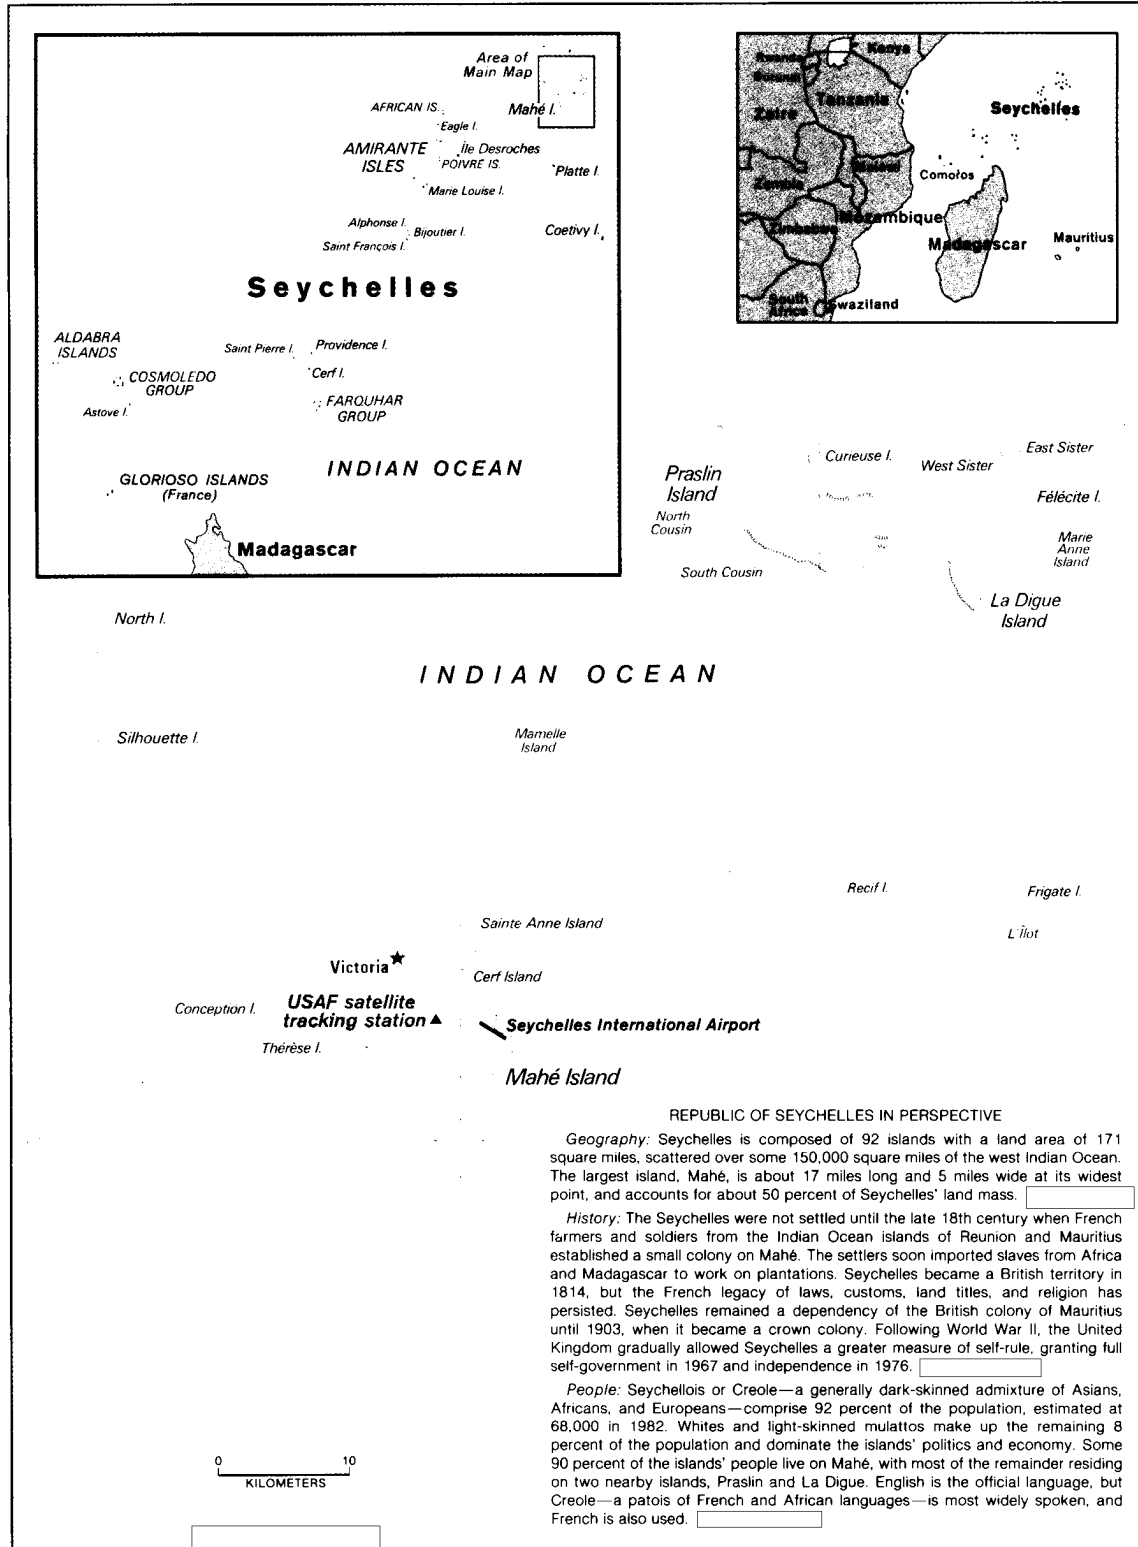 Area of
Main Map
AFRICAN IS.
Mahé I.
Eagle I.
AMIRANTE
ISLES
Île Desroches
POIVRE IS.
Platte I.
Marie Louise I.
Alphonse I.
Bijoutier I.
Coetivy I.
Saint François I.
Seychelles
ALDABRA
ISLANDS
Saint Pierre I.
Providence I.
COSMOLEDO
GROUP
Cerf I.
Astove I.
FARQUHAR
GROUP
INDIAN OCEAN
GLORIOSO ISLANDS
(France)
Madagascar
Rwanda
Kenya
Burundi
Tanzania
Zaire
Seychelles
Malawi
Comoros
Zambia
Mozambique
Zimbabwe
Madagascar
Mauritius
South
Africa
Swaziland
Praslin
Island
Curieuse I.
West Sister
East Sister
North
Cousin
Félécite I.
South Cousin
Marie
Anne
Island
La Digue
Island
North I.
INDIAN OCEAN
Silhouette I.
Mamelle
Island
Recif I.
Frigate I.
Sainte Anne Island
L'Îlot
Victoria
Cerf Island
Conception I.
USAF satellite
tracking station
Seychelles International Airport
Thérèse I.
Mahé Island
REPUBLIC OF SEYCHELLES IN PERSPECTIVE
Geography: Seychelles is composed of 92 islands with a land area of 171
square miles, scattered over some 150,000 square miles of the west Indian Ocean.
The largest island, Mahé, is about 17 miles long and 5 miles wide at its widest
point, and accounts for about 50 percent of Seychelles' land mass.
History: The Seychelles were not settled until the late 18th century when French
farmers and soldiers from the Indian Ocean islands of Reunion and Mauritius
established a small colony on Mahé. The settlers soon imported slaves from Africa
and Madagascar to work on plantations. Seychelles became a British territory in
1814, but the French legacy of laws, customs, land titles, and religion has
persisted. Seychelles remained a dependency of the British colony of Mauritius
until 1903, when it became a crown colony. Following World War II, the United
Kingdom gradually allowed Seychelles a greater measure of self-rule, granting full
self-government in 1967 and independence in 1976.
People: Seychellois or Creole—a generally dark-skinned admixture of Asians,
Africans, and Europeans—comprise 92 percent of the population, estimated at
68,000 in 1982. Whites and light-skinned mulattos make up the remaining 8
percent of the population and dominate the islands' politics and economy. Some
90 percent of the islands' people live on Mahé, with most of the remainder residing
on two nearby islands, Praslin and La Digue. English is the official language, but
Creole—a patois of French and African languages—is most widely spoken, and
French is also used.
0 10
KILOMETERS